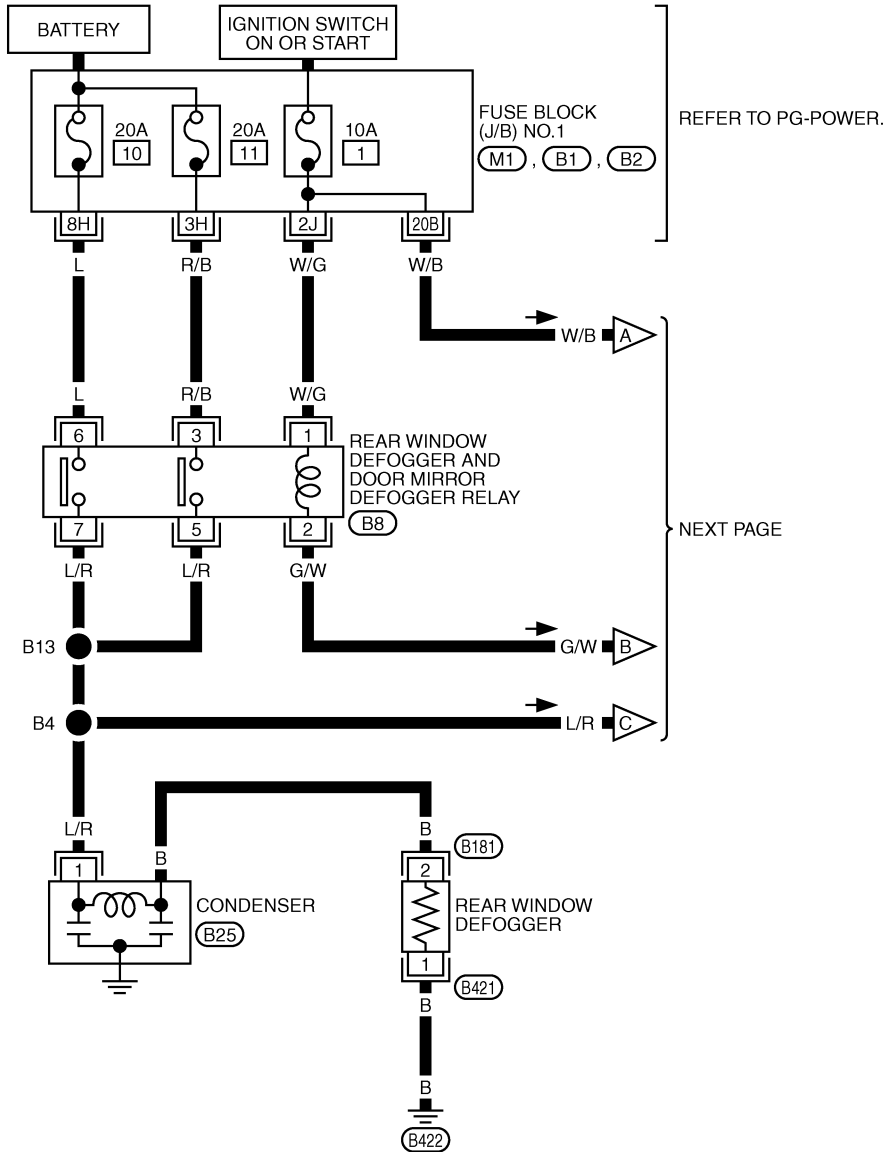 BATTERY
IGNITION SWITCH
ON OR START
20A
10
20A
11
10A
1
FUSE BLOCK
(J/B) NO.1
M1 , B1 , B2
REFER TO PG-POWER.
8H
3H
2J
20B
L
R/B
W/G
W/B
W/B
A
L
R/B
W/G
6
3
1
REAR WINDOW
DEFOGGER AND
DOOR MIRROR
DEFOGGER RELAY
B8
7
5
2
NEXT PAGE
L/R
L/R
G/W
B13
G/W
B
B4
L/R
C
L/R
B
B
B181
1
2
CONDENSER
B25
REAR WINDOW
DEFOGGER
1
B421
B
B
B422